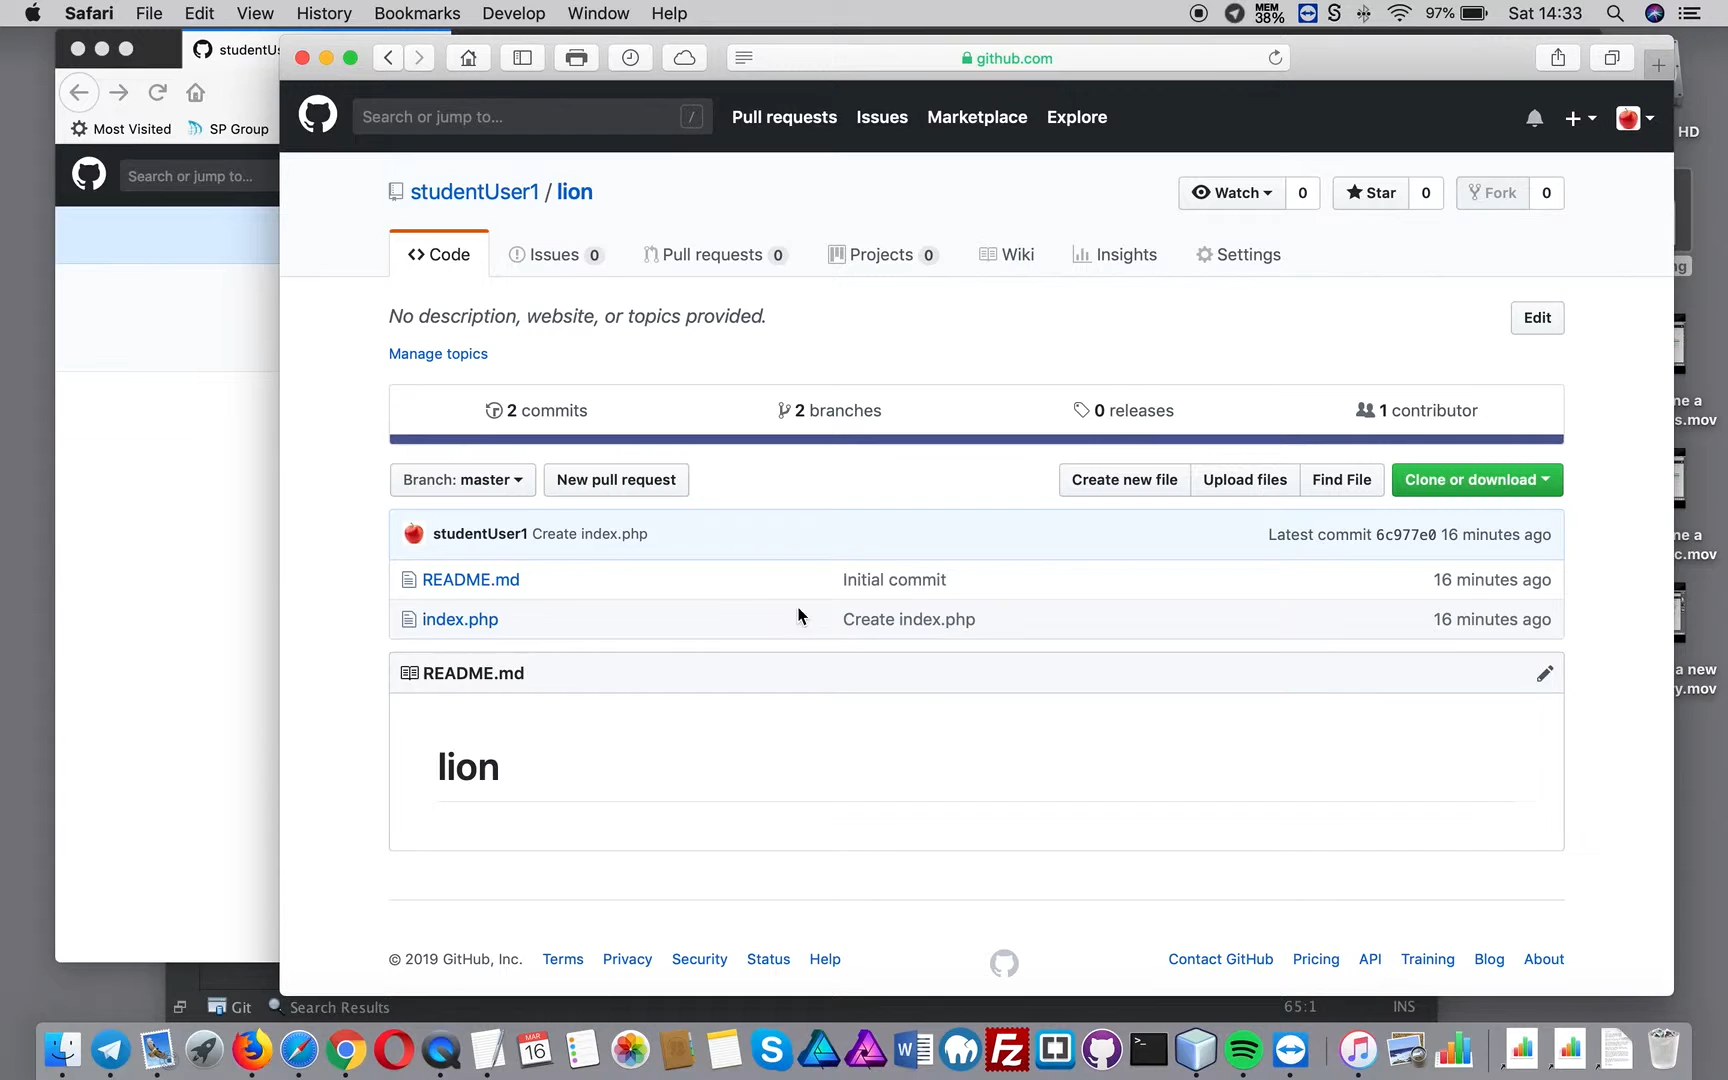 Safari File Edit View History Bookmarks Develop Window Help
MEM 38% 97% Sat 14:33
studentUs
github.com
Most Visited SP Group
Search or jump to...
Search or jump to... /
Pull requests Issues Marketplace Explore
HD
studentUser1 / lion
Watch 0 Star 0 Fork 0
Code Issues 0 Pull requests 0 Projects 0 Wiki Insights Settings
ng
No description, website, or topics provided.
Edit
Manage topics
2 commits 2 branches 0 releases 1 contributor
ne a
s.mov
Branch: master New pull request Create new file Upload files Find File Clone or download
studentUser1 Create index.php Latest commit 6c977e0 16 minutes ago
ne a
c.mov
README.md Initial commit 16 minutes ago
index.php Create index.php 16 minutes ago
README.md
a new
y.mov
lion
© 2019 GitHub, Inc. Terms Privacy Security Status Help Contact GitHub Pricing API Training Blog About
Git Search Results 65:1 INS
16